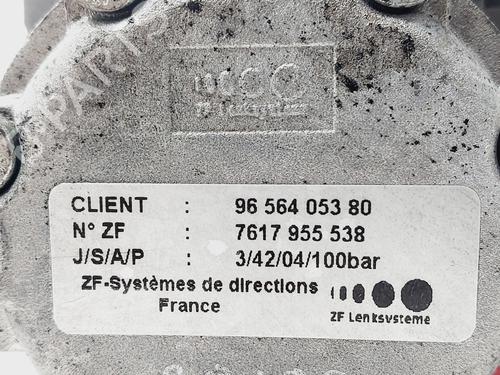 CLIENT : 96 564 053 80
N° ZF : 7617 955 538
J/S/A/P : 3/42/04/100bar
ZF-Systèmes de directions
France
ZF Lenksysteme